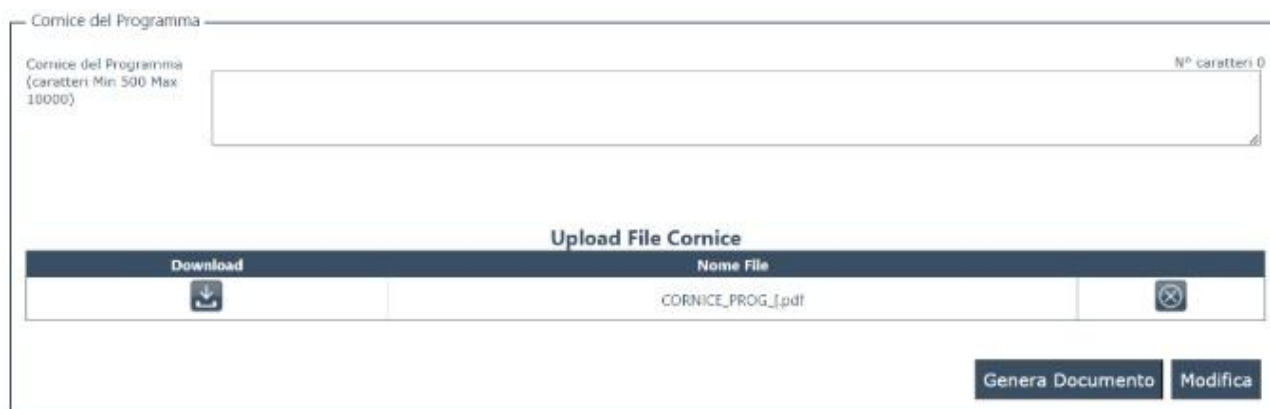 Cornice del Programma
Cornice del Programma
(caratteri Min 500 Max
10000)
N° caratteri 0
Upload File Cornice
Download Nome File
CORNICE_PROG_[.pdf
Genera Documento Modifica